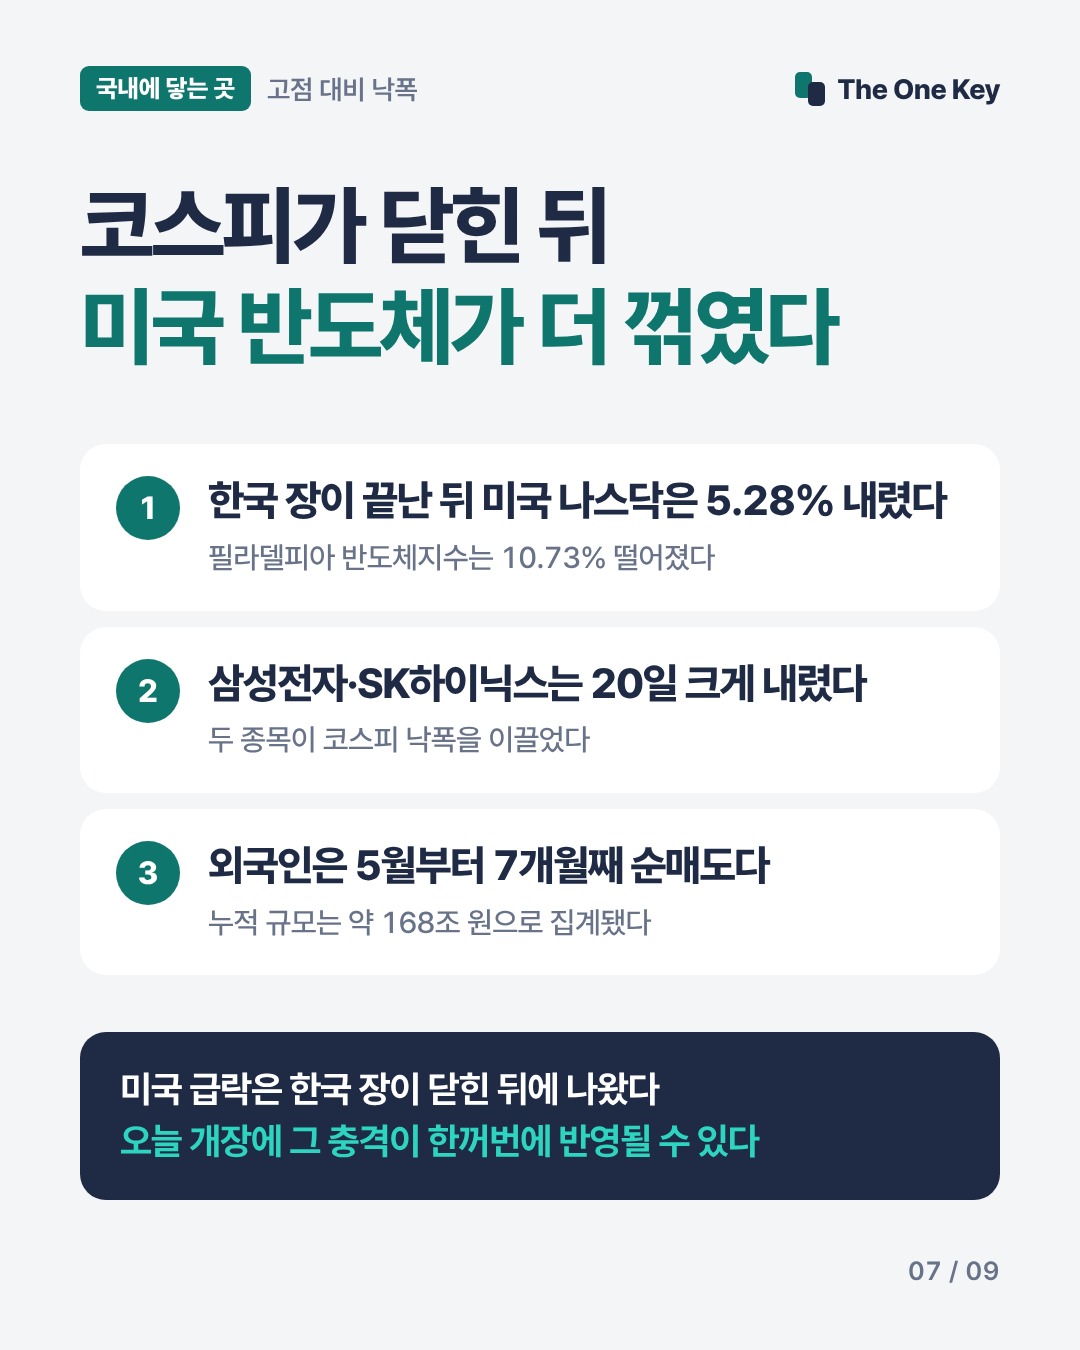 국내에 닿는 곳 고점 대비 낙폭
The One Key
코스피가 닫힌 뒤
미국 반도체가 더 꺾였다
1
한국 장이 끝난 뒤 미국 나스닥은 5.28% 내렸다
필라델피아 반도체지수는 10.73% 떨어졌다
2
삼성전자·SK하이닉스는 20일 크게 내렸다
두 종목이 코스피 낙폭을 이끌었다
3
외국인은 5월부터 7개월째 순매도다
누적 규모는 약 168조 원으로 집계됐다
미국 급락은 한국 장이 닫힌 뒤에 나왔다
오늘 개장에 그 충격이 한꺼번에 반영될 수 있다
07 / 09